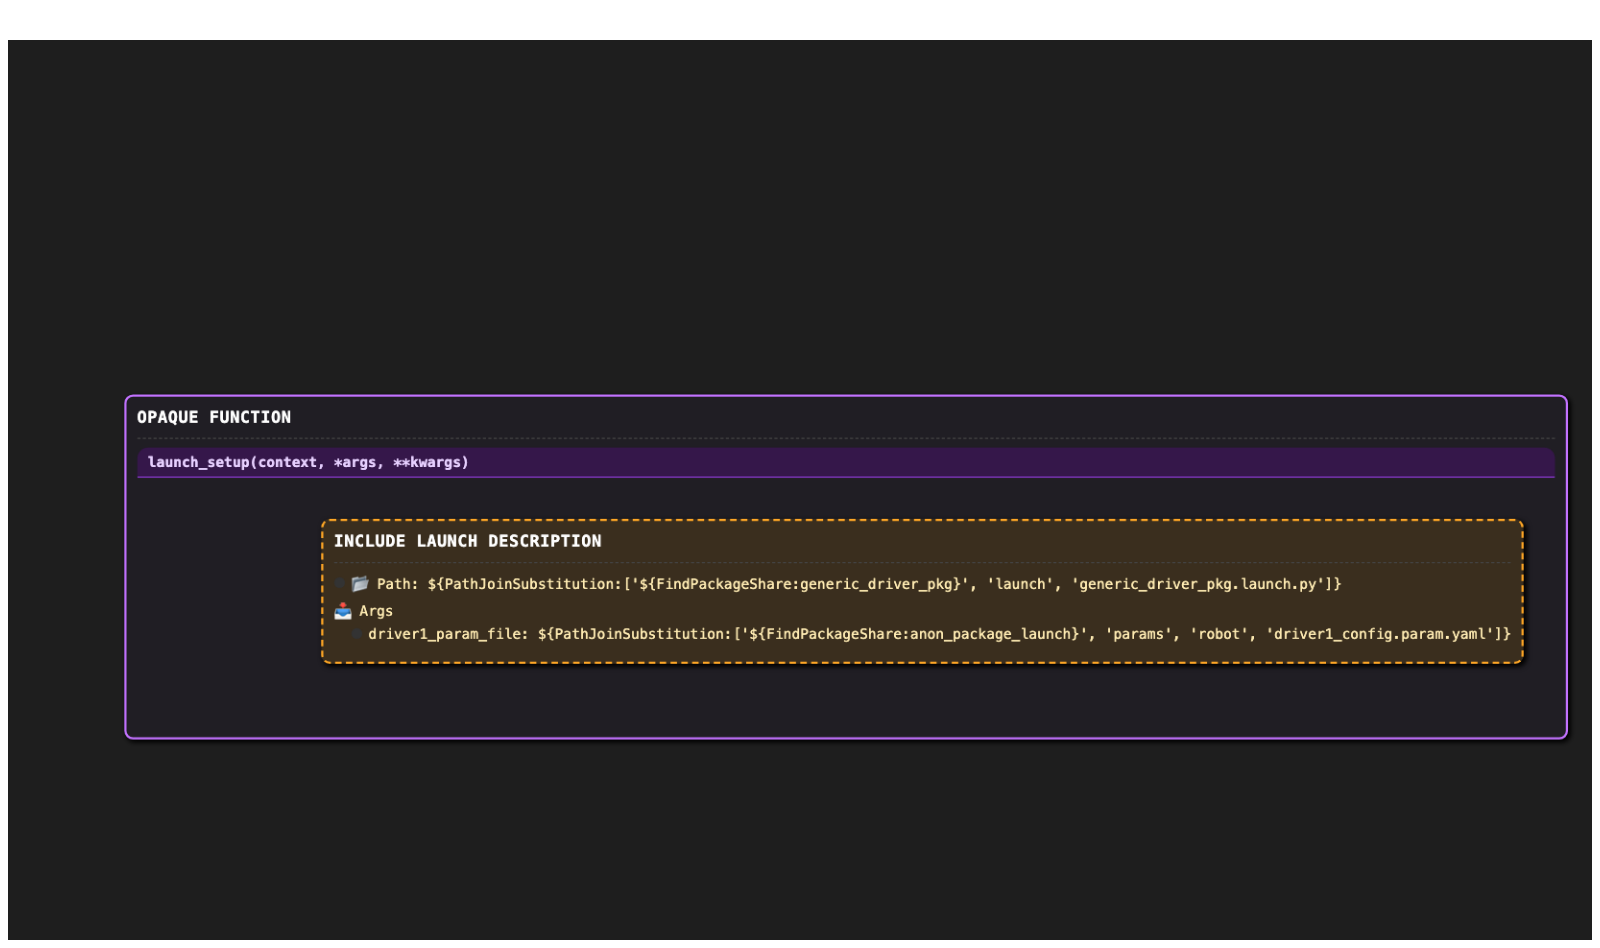 OPAQUE FUNCTION
launch_setup(context, *args, **kwargs)
INCLUDE LAUNCH DESCRIPTION
Path: ${PathJoinSubstitution:['${FindPackageShare:generic_driver_pkg}', 'launch', 'generic_driver_pkg.launch.py']}
Args
driver1_param_file: ${PathJoinSubstitution:['${FindPackageShare:anon_package_launch}', 'params', 'robot', 'driver1_config.param.yaml']}